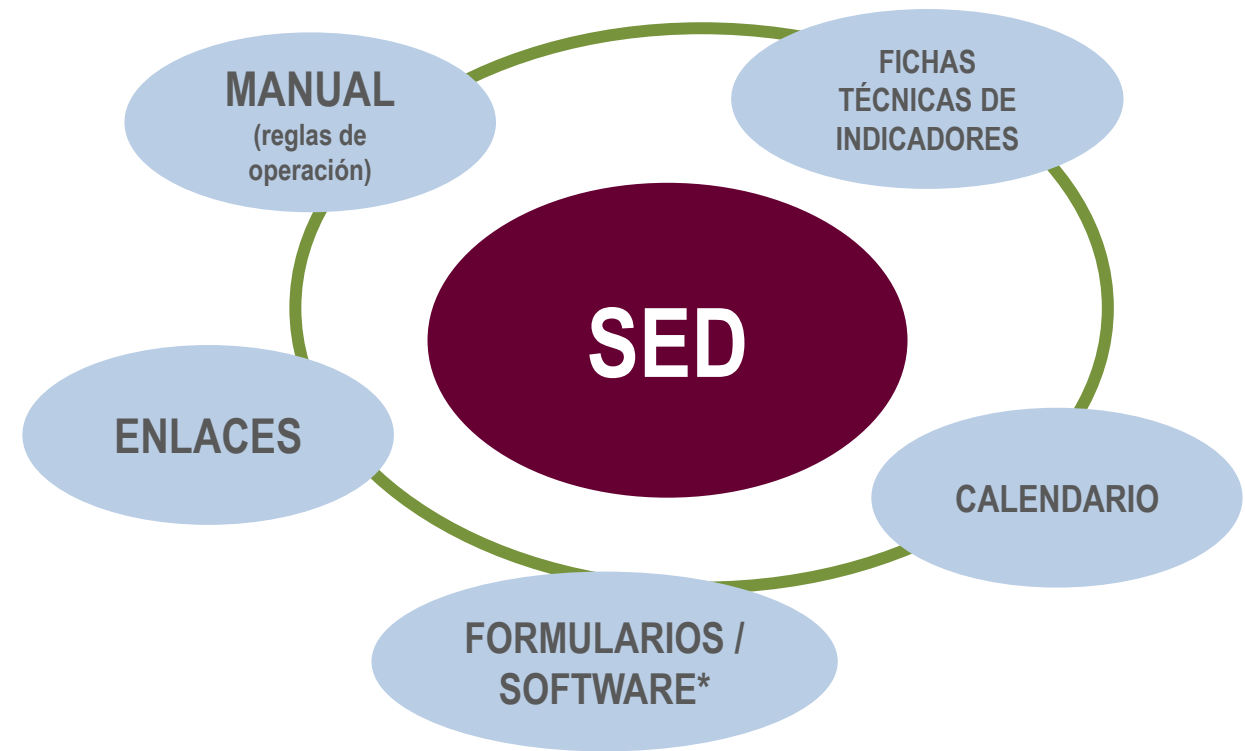 MANUAL
(reglas de
operación)
FICHAS
TÉCNICAS DE
INDICADORES
SED
ENLACES
CALENDARIO
FORMULARIOS /
SOFTWARE*